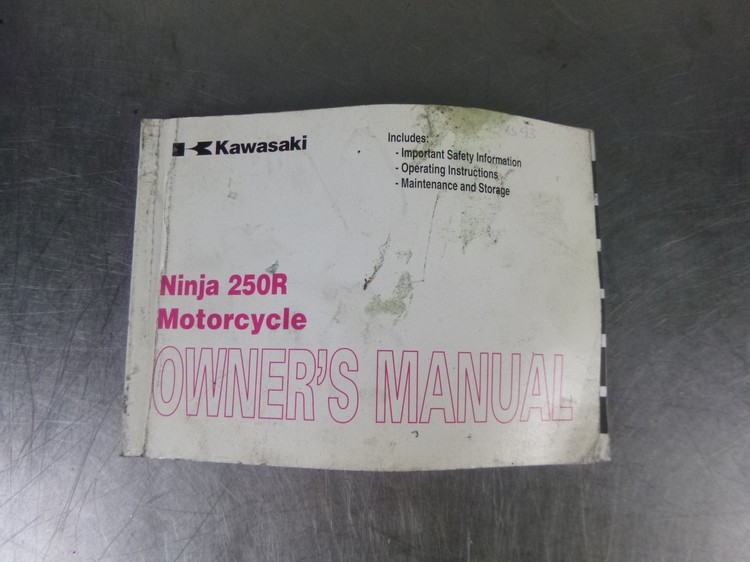 Kawasaki
Includes:
- Important Safety Information
- Operating Instructions
- Maintenance and Storage
Ninja 250R
Motorcycle
OWNER'S MANUAL